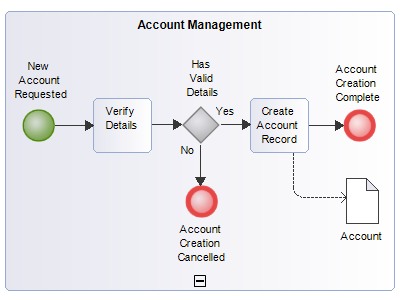 Account Management
New
Account
Requested
Verify
Details
Has
Valid
Details
Yes
No
Create
Account
Record
Account
Creation
Complete
Account
Creation
Cancelled
Account